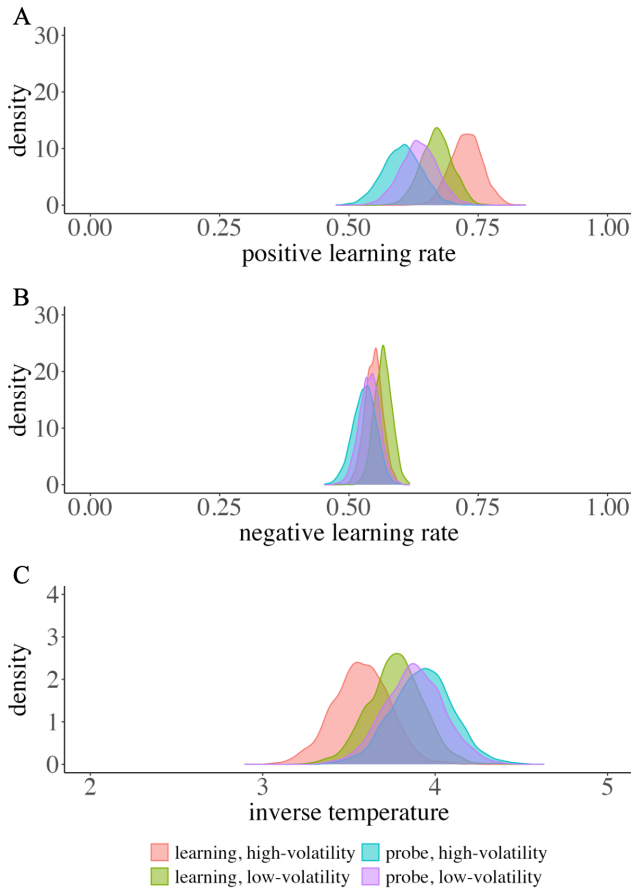 A
30
20
10
0
density
0.00 0.25 0.50 0.75 1.00
positive learning rate
B
30
20
10
0
density
0.00 0.25 0.50 0.75 1.00
negative learning rate
C
4
3
2
1
0
density
2 3 4 5
inverse temperature
learning, high-volatility probe, high-volatility
learning, low-volatility probe, low-volatility